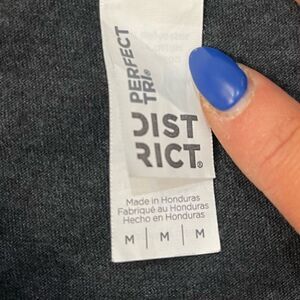 PERFECT
TRI®
DIST
RICT®
Made in Honduras
Fabriqué au Honduras
Hecho en Honduras
M | M | M